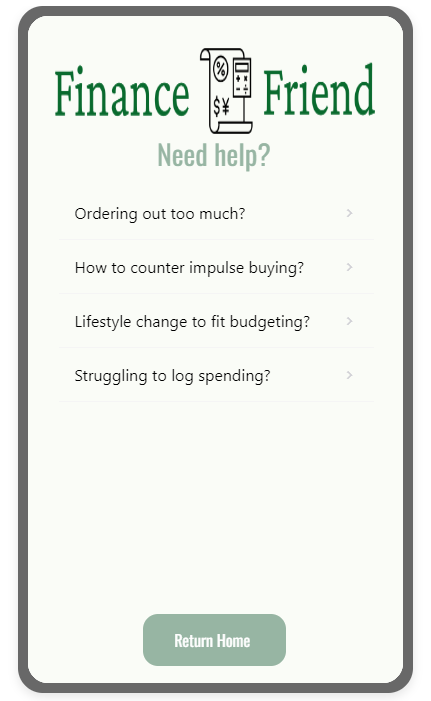 Finance Friend
% $¥
Need help?
Ordering out too much?
How to counter impulse buying?
Lifestyle change to fit budgeting?
Struggling to log spending?
Return Home